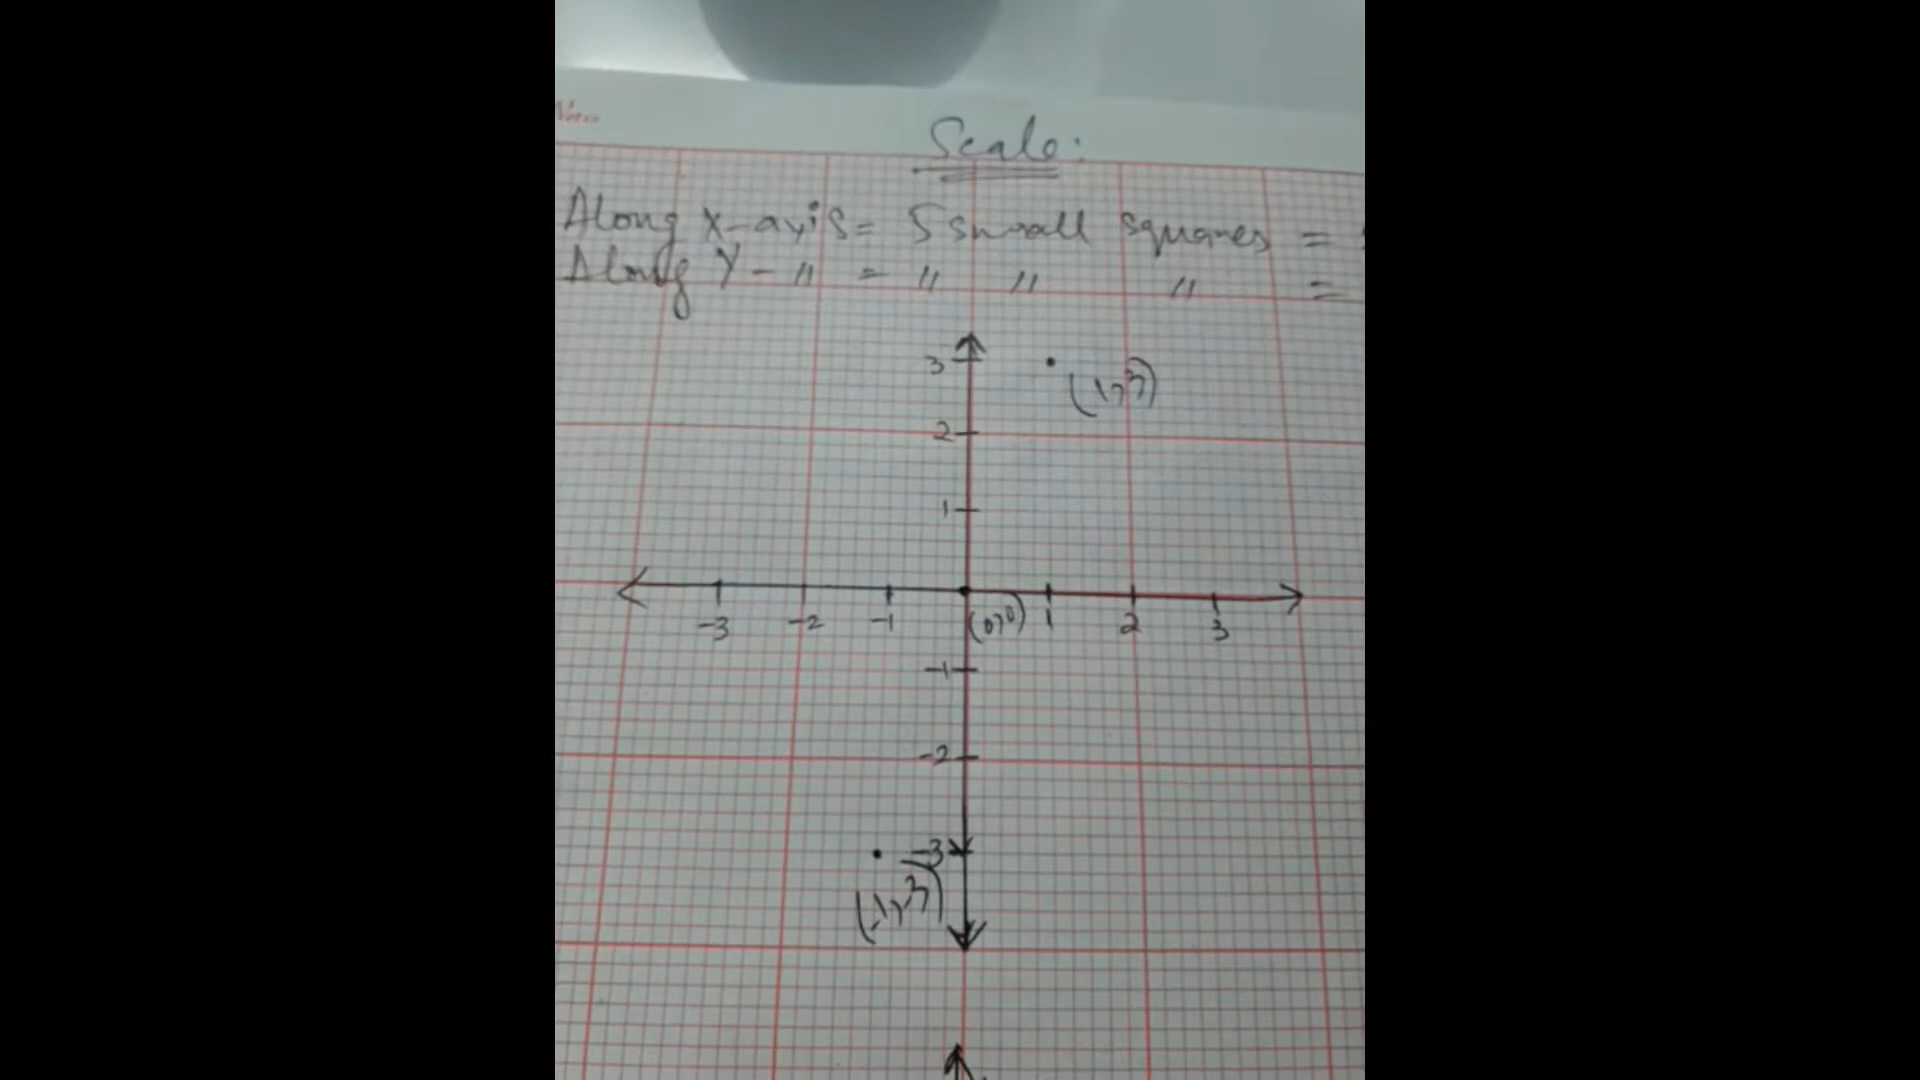 Scale:
Along X-axis = 5 small squares =
Along Y- " = " " " =
3
(1,3)
2
1
-3 -2 -1 (0,0) 1 2 3
-1
-2
-3